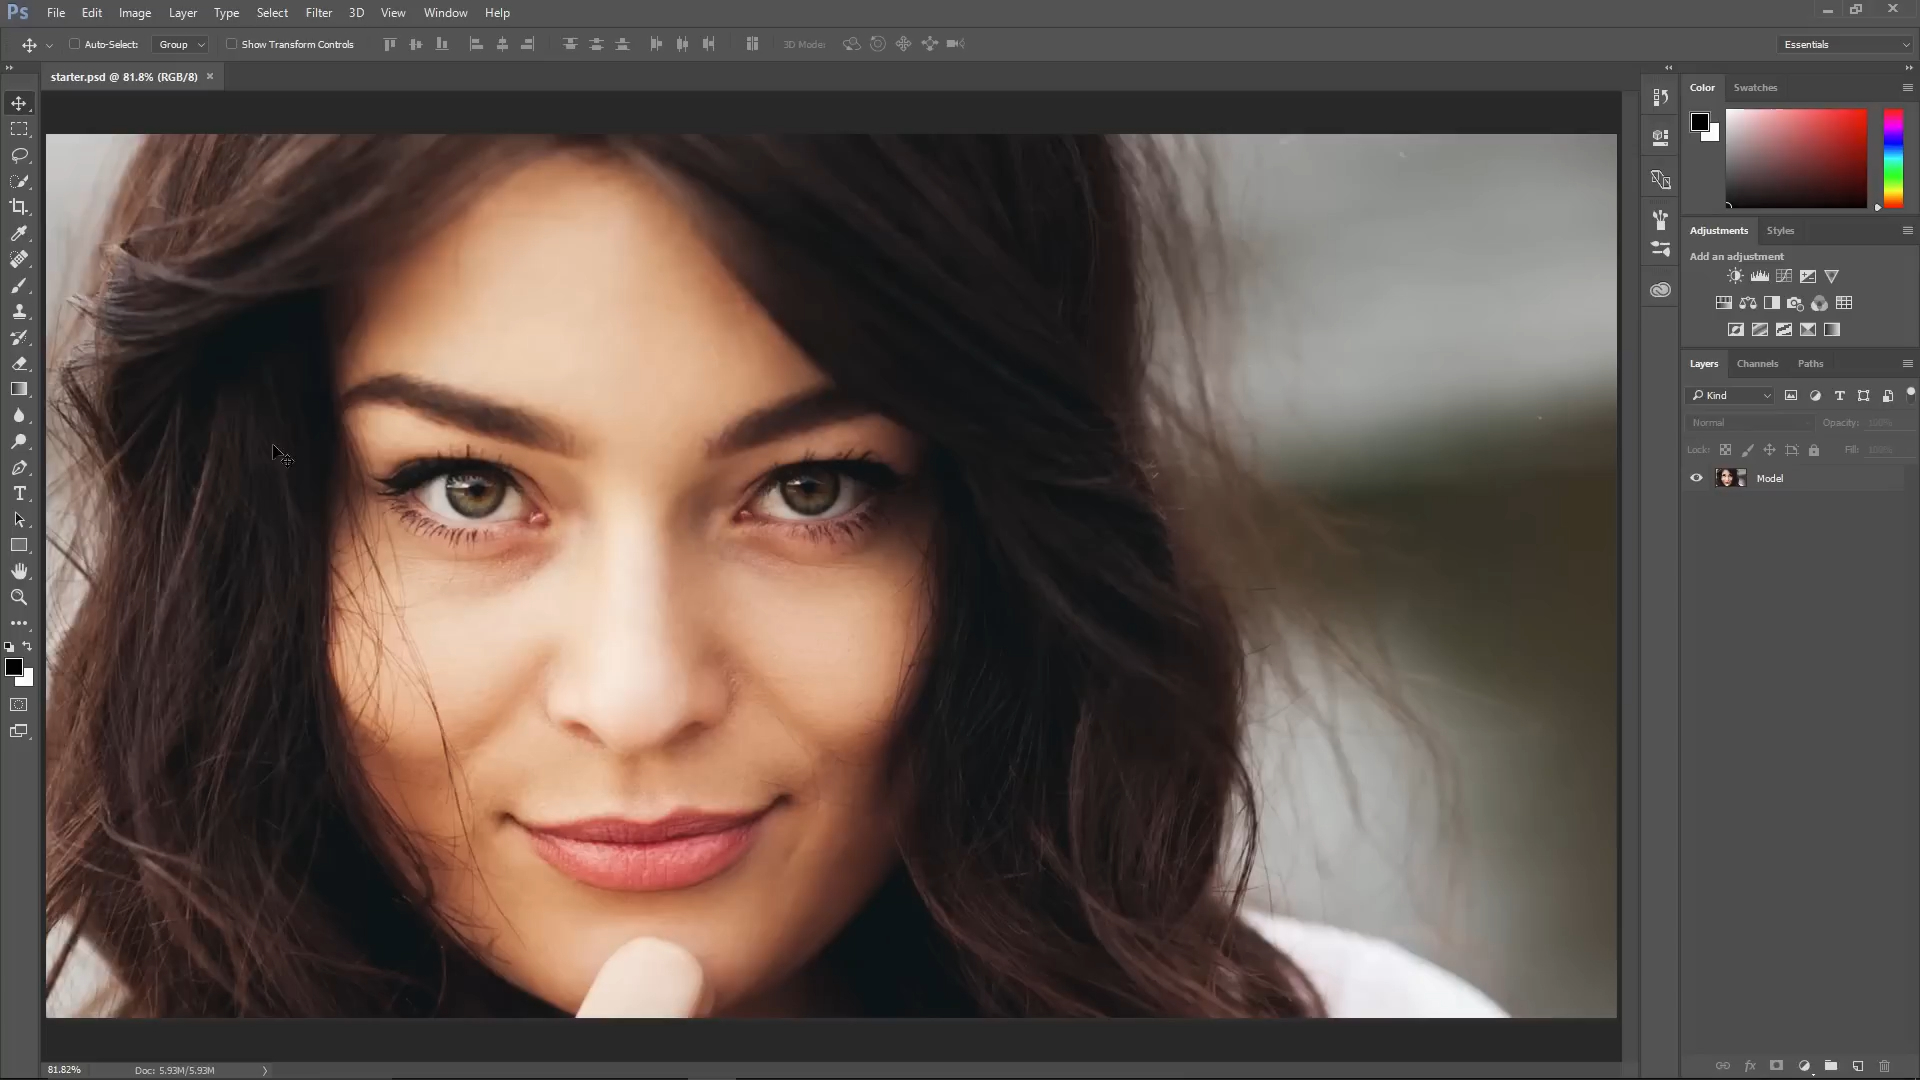 Ps File Edit Image Layer Type Select Filter 3D View Window Help
Auto-Select: Group Show Transform Controls 3D Mode: Essentials
starter.psd @ 81.8% (RGB/8) ×
Color Swatches
Adjustments Styles
Add an adjustment
Layers Channels Paths
Kind
Normal Opacity: 100%
Lock: Fill: 100%
Model
81.82% Doc: 5.93M/5.93M